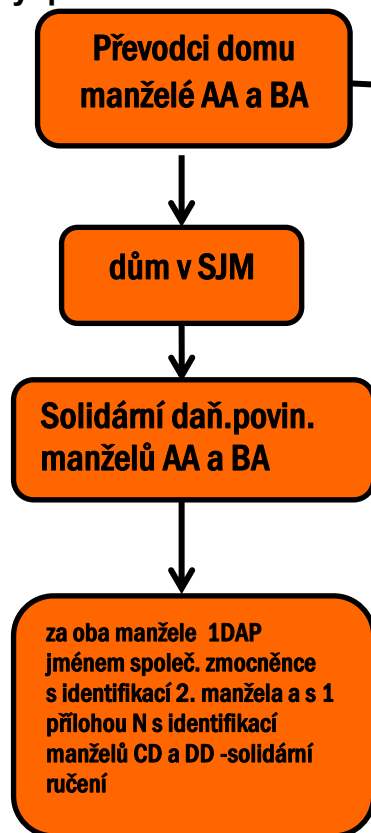 Převodci domu
manželé AA a BA
dům v SJM
Solidární daň.povin.
manželů AA a BA
za oba manžele 1DAP
jménem společ. zmocněnce
s identifikací 2. manžela a s 1
přílohou N s identifikací
manželů CD a DD -solidární
ručení